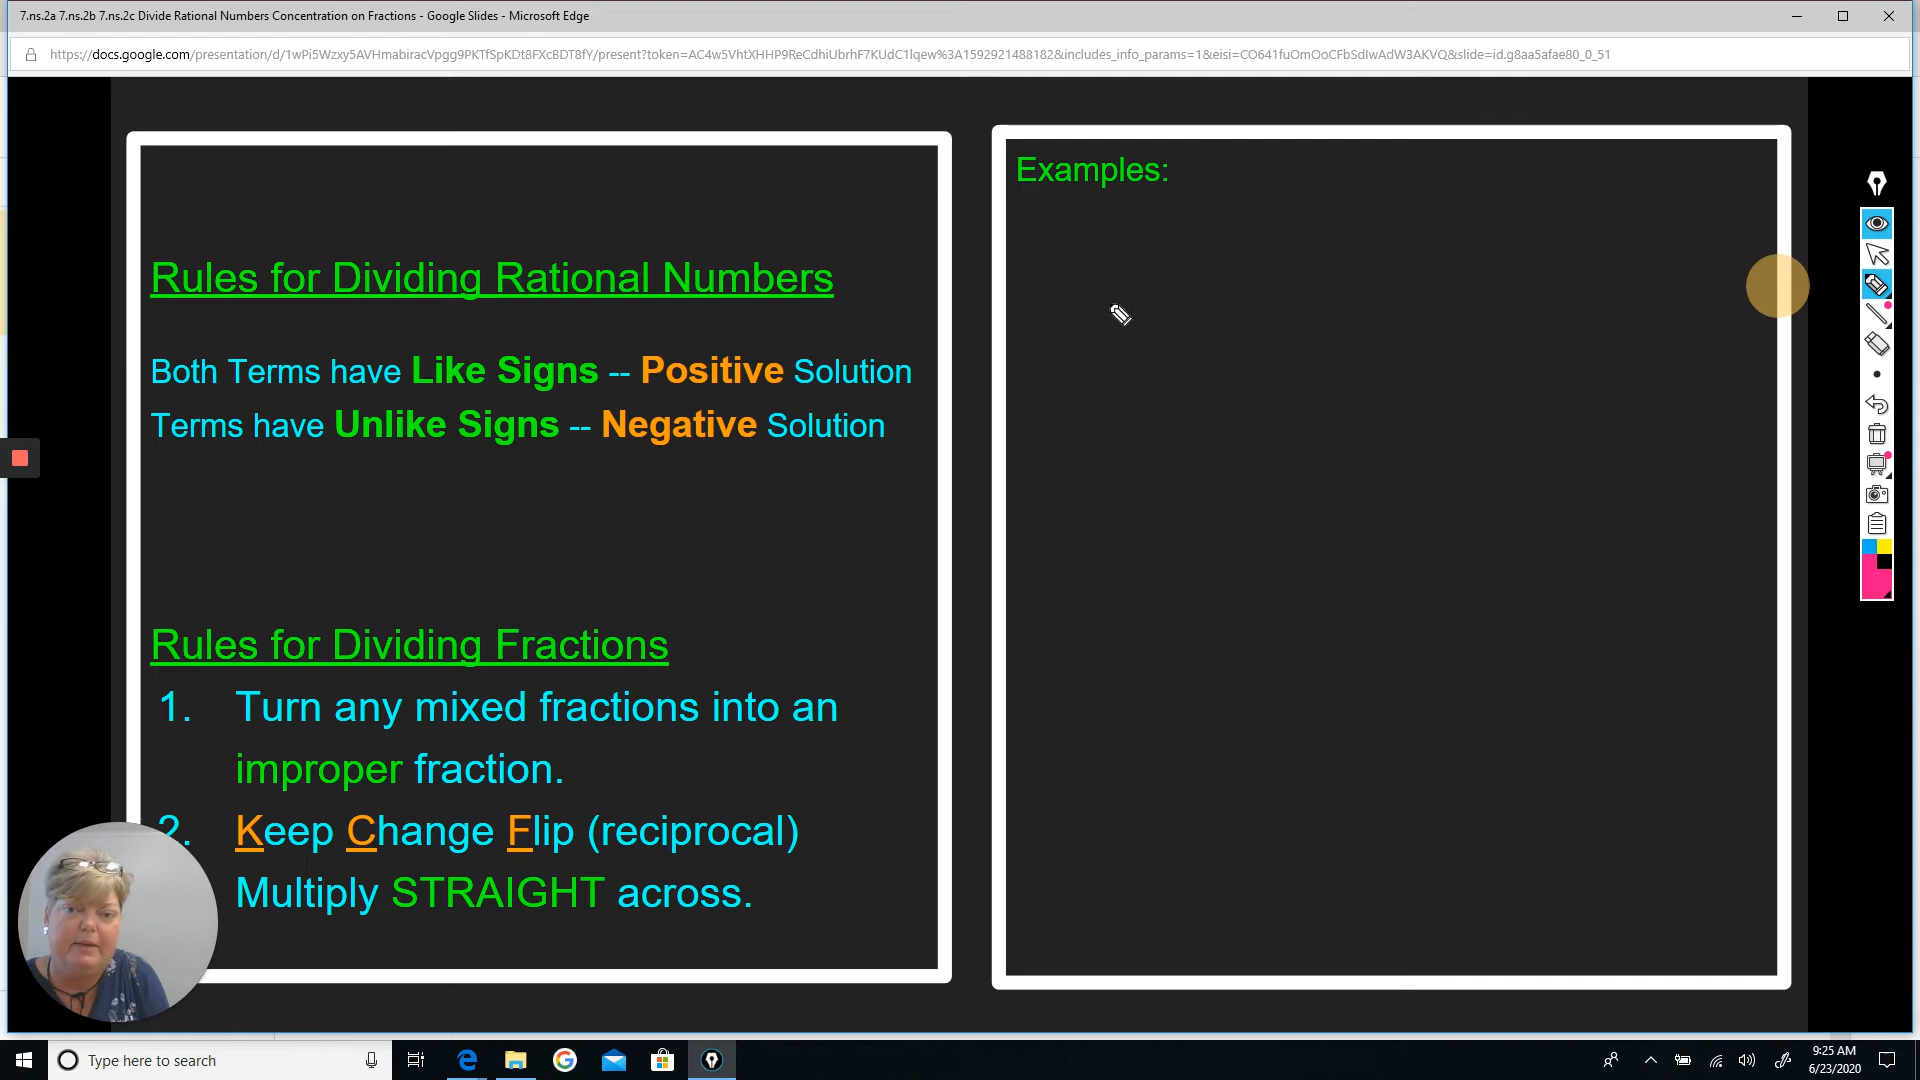 7.ns.2a 7.ns.2b 7.ns.2c Divide Rational Numbers Concentration on Fractions - Google Slides - Microsoft Edge
https://docs.google.com/presentation/d/1wPi5Wzxy5AVHmabiracVpgg9PKTfSpKDt8FXcBDT8fY/present?token=AC4w5VhtXHHP9ReCdhiUbrhF7KUdC1lqew%3A1592921488182&includes_info_params=1&eisi=CO641fuOmOoCFbSdIwAdW3AKVQ&slide=id.g8aa5afae80_0_51
Rules for Dividing Rational Numbers
Both Terms have Like Signs -- Positive Solution
Terms have Unlike Signs -- Negative Solution
Rules for Dividing Fractions
1. Turn any mixed fractions into an
improper fraction.
2. Keep Change Flip (reciprocal)
Multiply STRAIGHT across.
Examples:
Type here to search
9:25 AM
6/23/2020